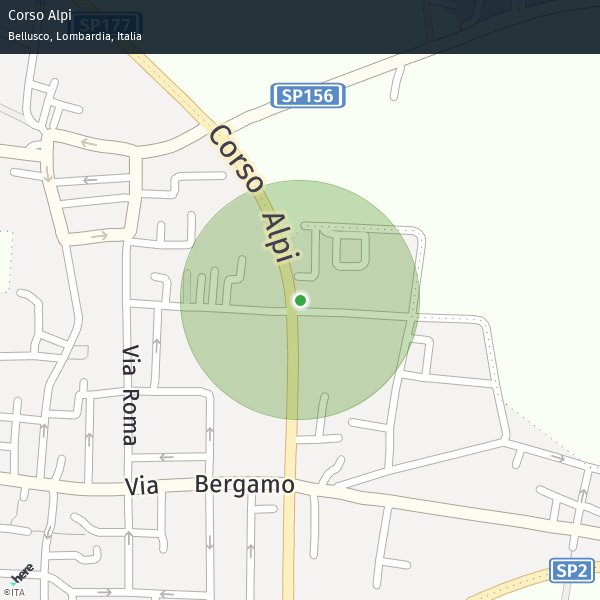 Corso Alpi
SP177
Bellusco, Lombardia, Italia
SP156
Corso Alpi
Via Roma
Via Bergamo
SP2
here
©ITA